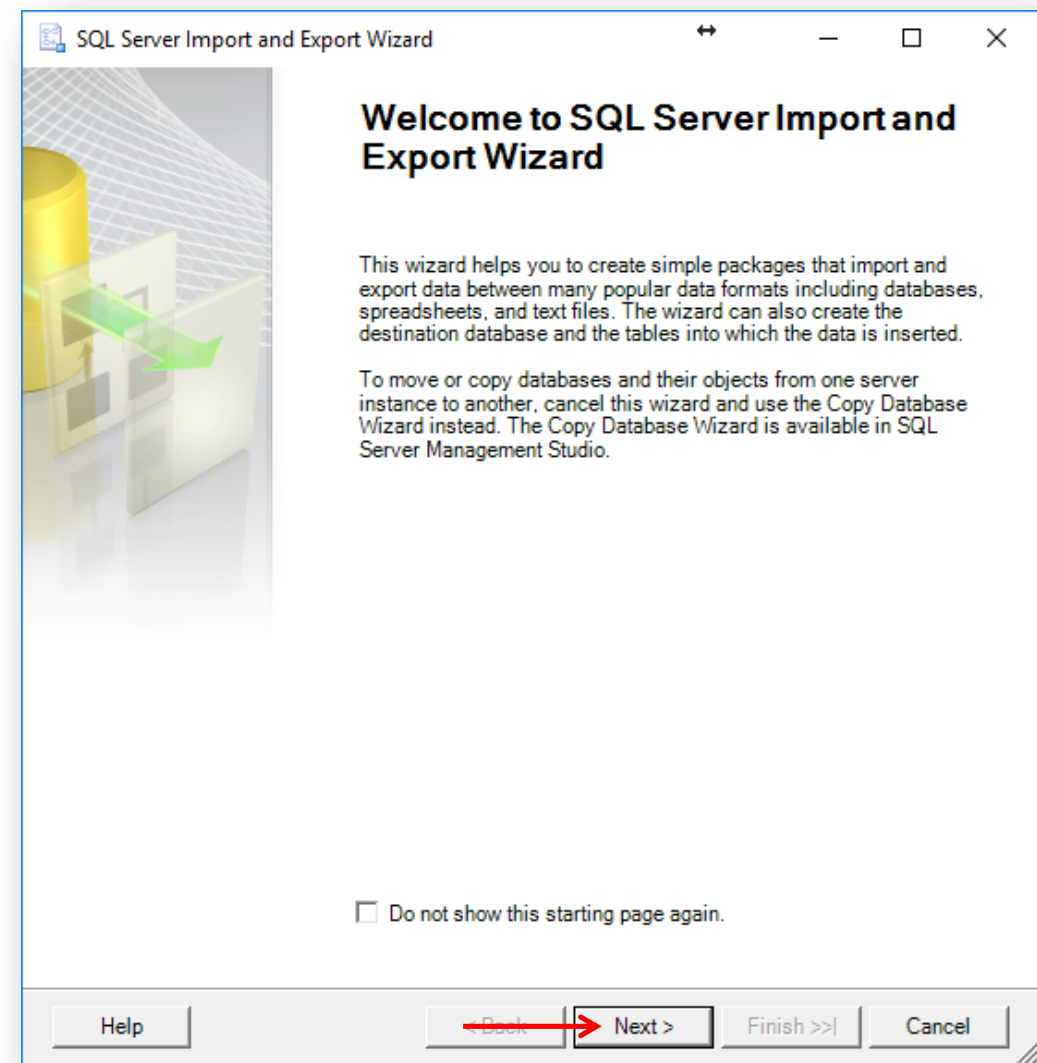 SQL Server Import and Export Wizard
Welcome to SQL Server Import and
Export Wizard
This wizard helps you to create simple packages that import and
export data between many popular data formats including databases,
spreadsheets, and text files. The wizard can also create the
destination database and the tables into which the data is inserted.
To move or copy databases and their objects from one server
instance to another, cancel this wizard and use the Copy Database
Wizard instead. The Copy Database Wizard is available in SQL
Server Management Studio.
Do not show this starting page again.
Help < Back Next > Finish >>| Cancel